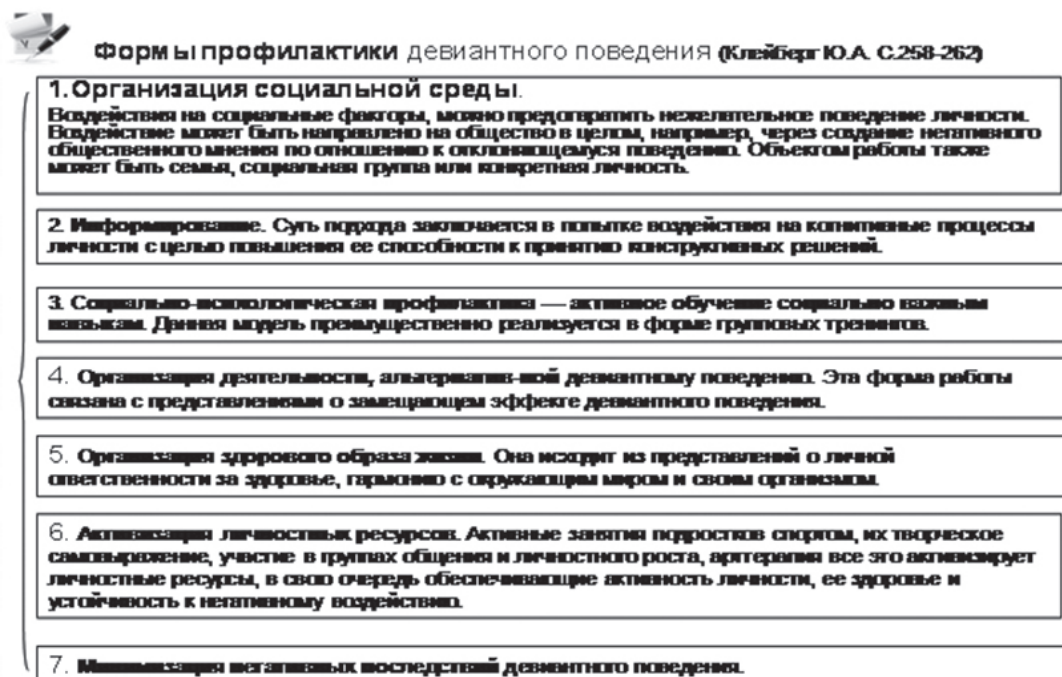 Формы профилактики девиантного поведения (Клейберг Ю.А. С.258-262)
1.Организация социальной среды.
Воздействия на социальные факторы, можно предотвратить нежелательное поведение личности.
Воздействие может быть направлено на общество в целом, например, через создание негативного
общественного мнения по отношению к отклоняющемуся поведению. Объектом работы также
может быть семья, социальная группа или конкретная личность.
2. Информирование. Суть подхода заключается в попытке воздействия на когнитивные процессы
личности с целью повышения ее способности к принятию конструктивных решений.
3. Социально-психологическая профилактика — активное обучение социально важным
навыкам. Данная модель преимущественно реализуется в форме групповых тренингов.
4. Организация деятельности, альтернатив-ной девиантному поведению. Эта форма работы
связана с представлениями о замещающем эффекте девиантного поведения.
5. Организация здорового образа жизни. Она исходит из представлений о личной
ответственности за здоровье, гармонию с окружающим миром и своим организмом.
6. Активизация личностных ресурсов. Активные занятия подростков спортом, их творческое
самовыражение, участие в группах общения и личностного роста, арттерапия все это активизирует
личностные ресурсы, в свою очередь обеспечивающие активность личности, ее здоровье и
устойчивость к негативному воздействию.
7. Минимизация негативных последствий девиантного поведения.